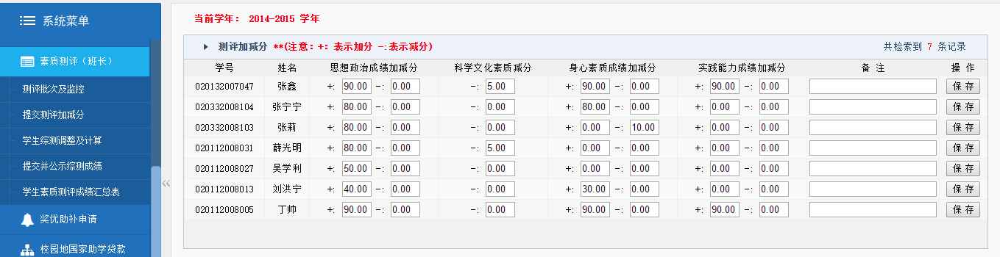 系统菜单
素质测评（班长）
测评批次及监控
提交测评加减分
学生综测调整及计算
提交并公示综测成绩
学生素质测评成绩汇总表
奖优助补申请
校园地国家助学贷款
当前学年： 2014-2015 学年
测评加减分 **(注意：+: 表示加分 -:表示减分) 共检索到 7 条记录
学号 姓名 思想政治成绩加减分 科学文化素质减分 身心素质成绩加减分 实践能力成绩加减分 备 注 操 作
020132007047 张鑫 +: 90.00 -: 0.00 -: 5.00 +: 90.00 -: 0.00 +: 90.00 -: 0.00 保 存
020332008104 张宁宁 +: 80.00 -: 0.00 -: 0.00 +: 80.00 -: 0.00 +: 0.00 -: 0.00 保 存
020332008103 张莉 +: 80.00 -: 0.00 -: 0.00 +: 0.00 -: 10.00 +: 0.00 -: 0.00 保 存
020112008031 薛光明 +: 80.00 -: 0.00 -: 5.00 +: 0.00 -: 0.00 +: 0.00 -: 0.00 保 存
020112008027 吴学利 +: 50.00 -: 0.00 -: 0.00 +: 0.00 -: 0.00 +: 0.00 -: 0.00 保 存
020112008013 刘洪宁 +: 40.00 -: 0.00 -: 0.00 +: 30.00 -: 0.00 +: 0.00 -: 0.00 保 存
020112008005 丁帅 +: 90.00 -: 0.00 -: 0.00 +: 90.00 -: 0.00 +: 90.00 -: 0.00 保 存